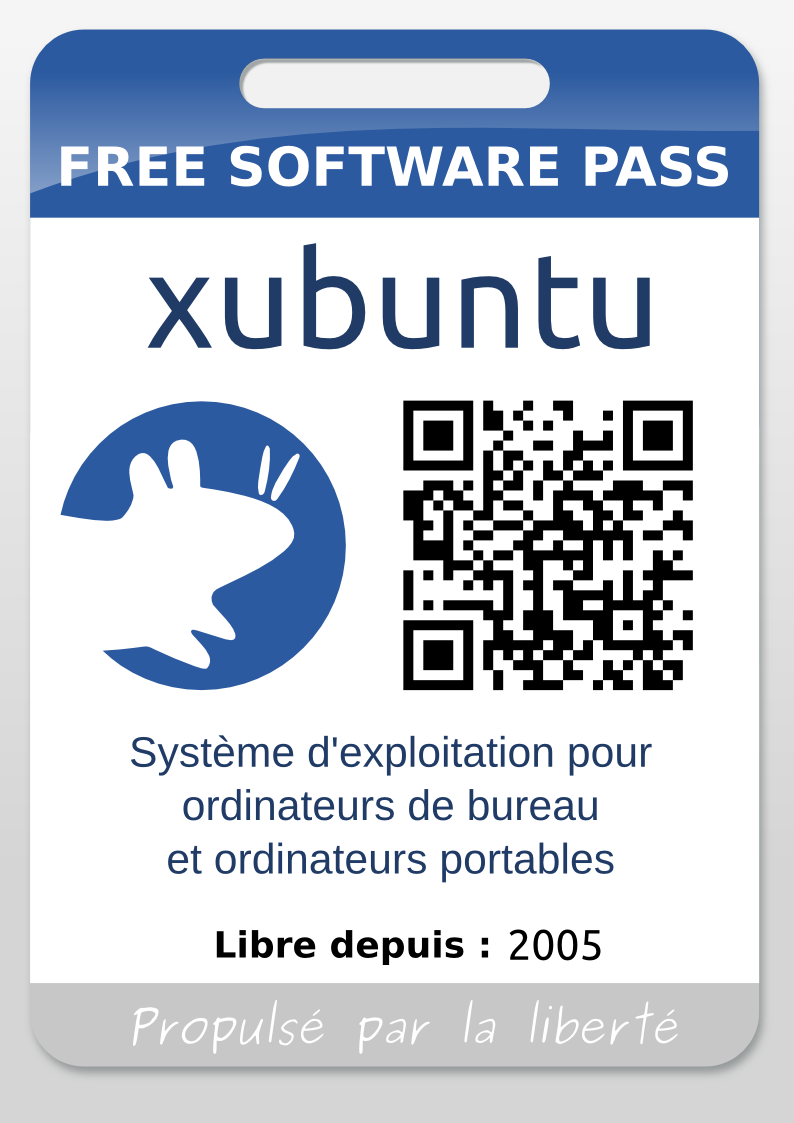 FREE SOFTWARE PASS
xubuntu
Système d'exploitation pour
ordinateurs de bureau
et ordinateurs portables
Libre depuis : 2005
Propulsé par la liberté